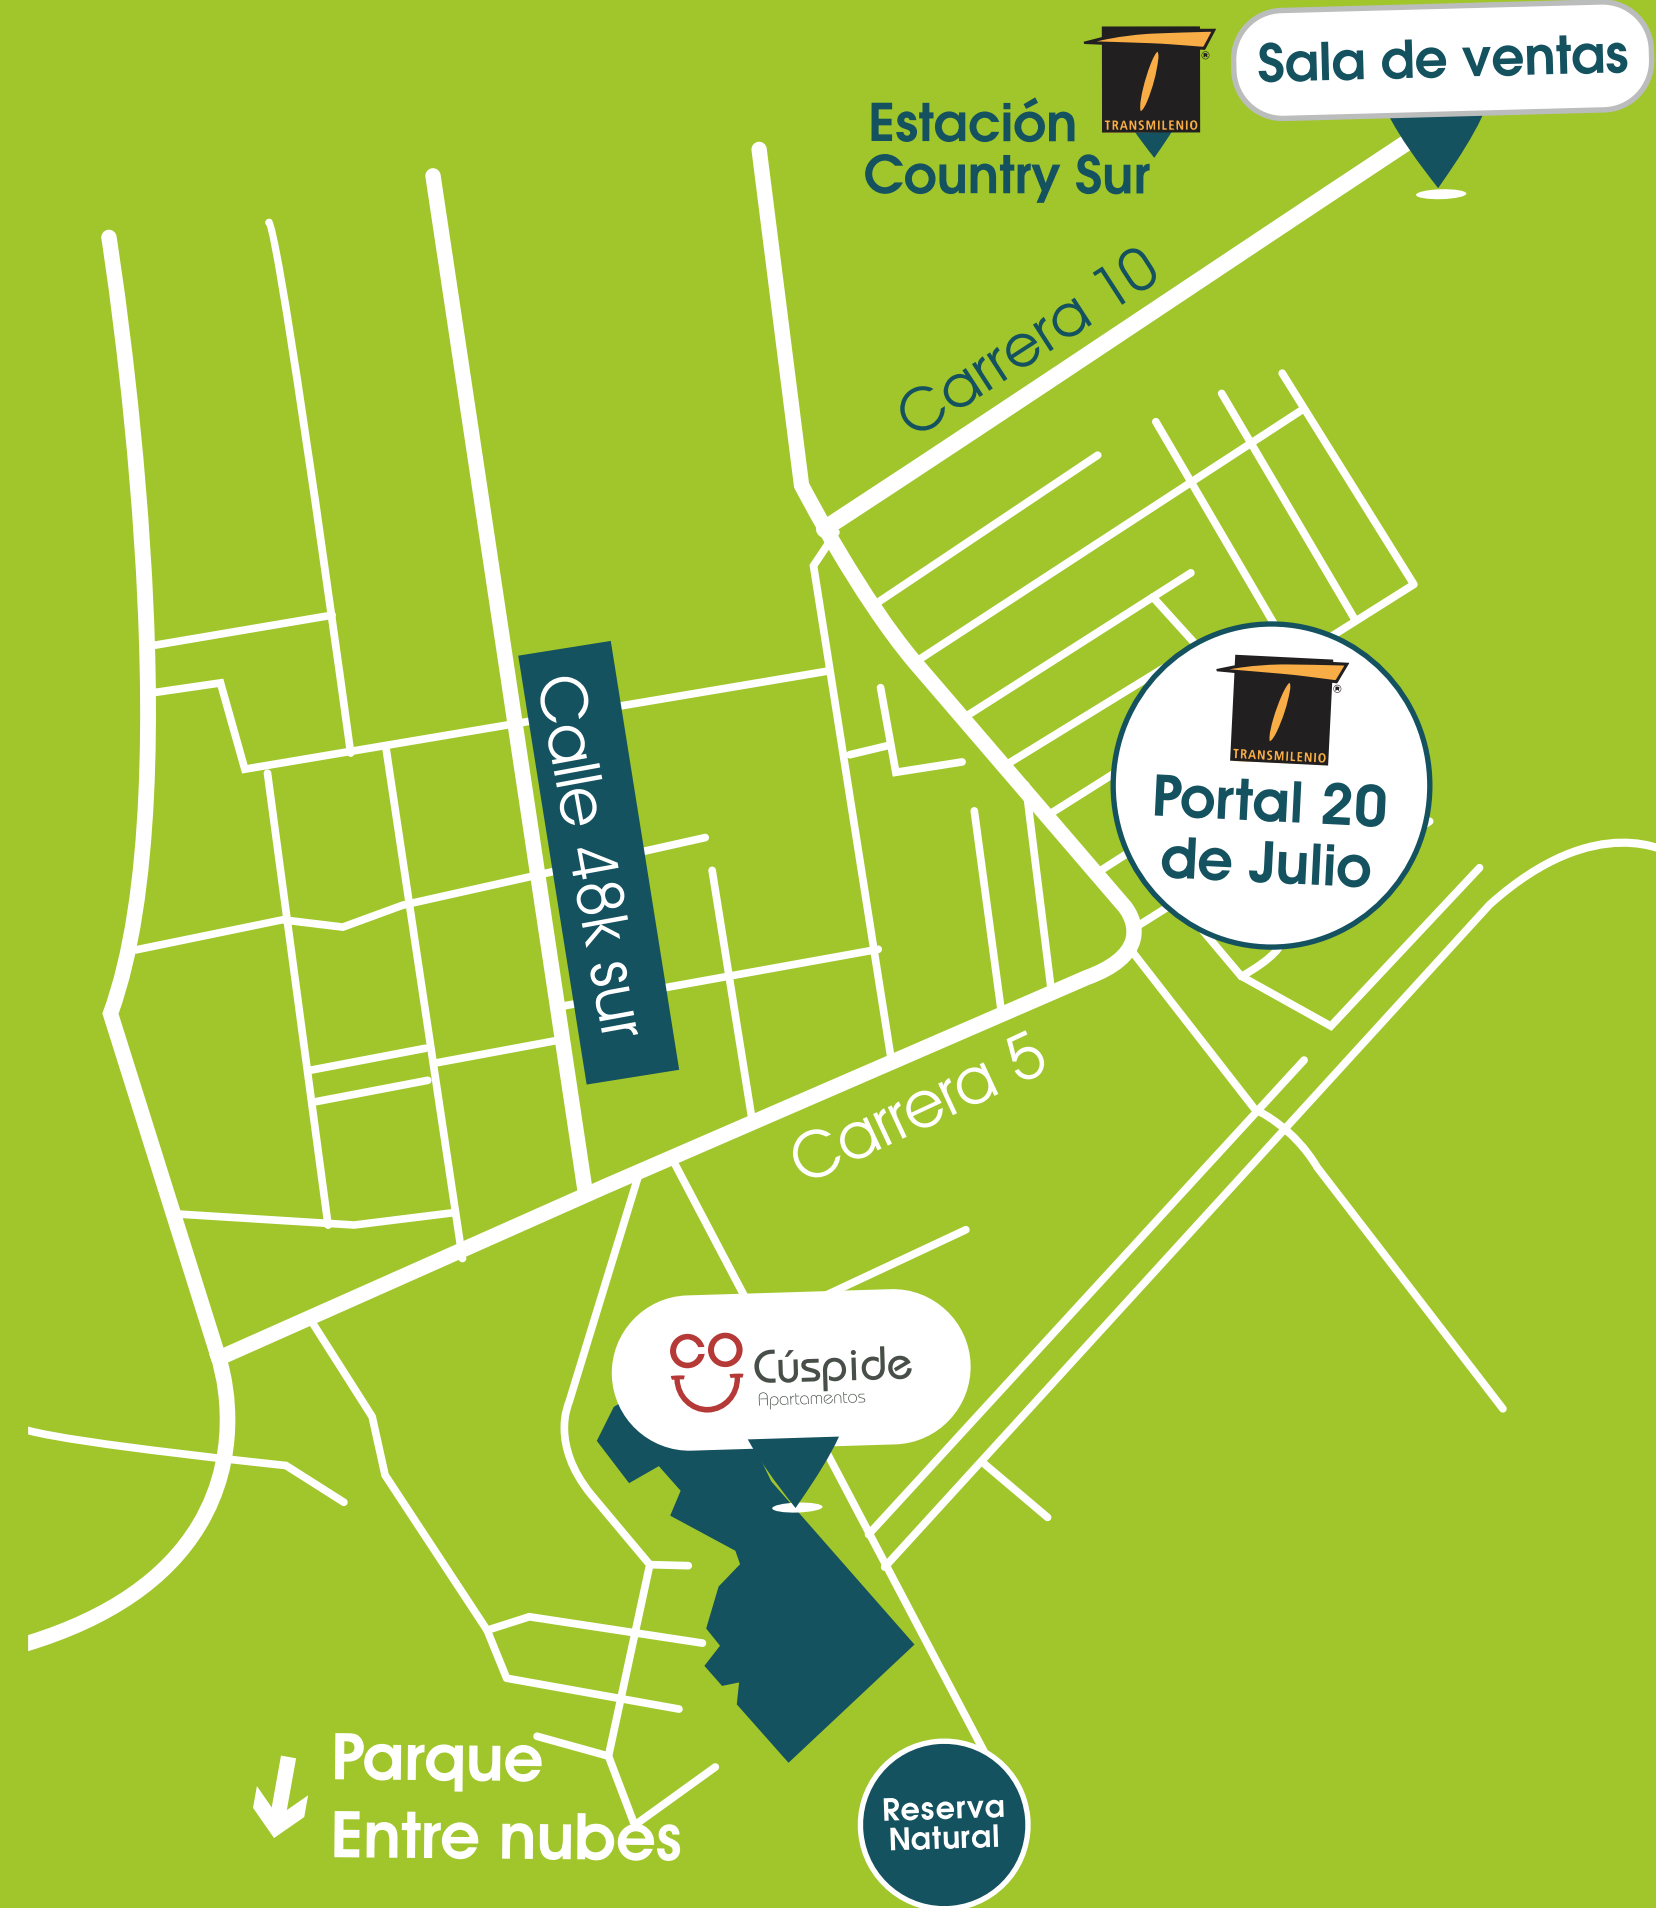 Sala de ventas
TRANSMILENIO
Estación
Country Sur
Carrera 10
Calle 48k sur
TRANSMILENIO
Portal 20
de Julio
Carrera 5
co
Cúspide
Apartamentos
Parque
Entre nubes
Reserva
Natural